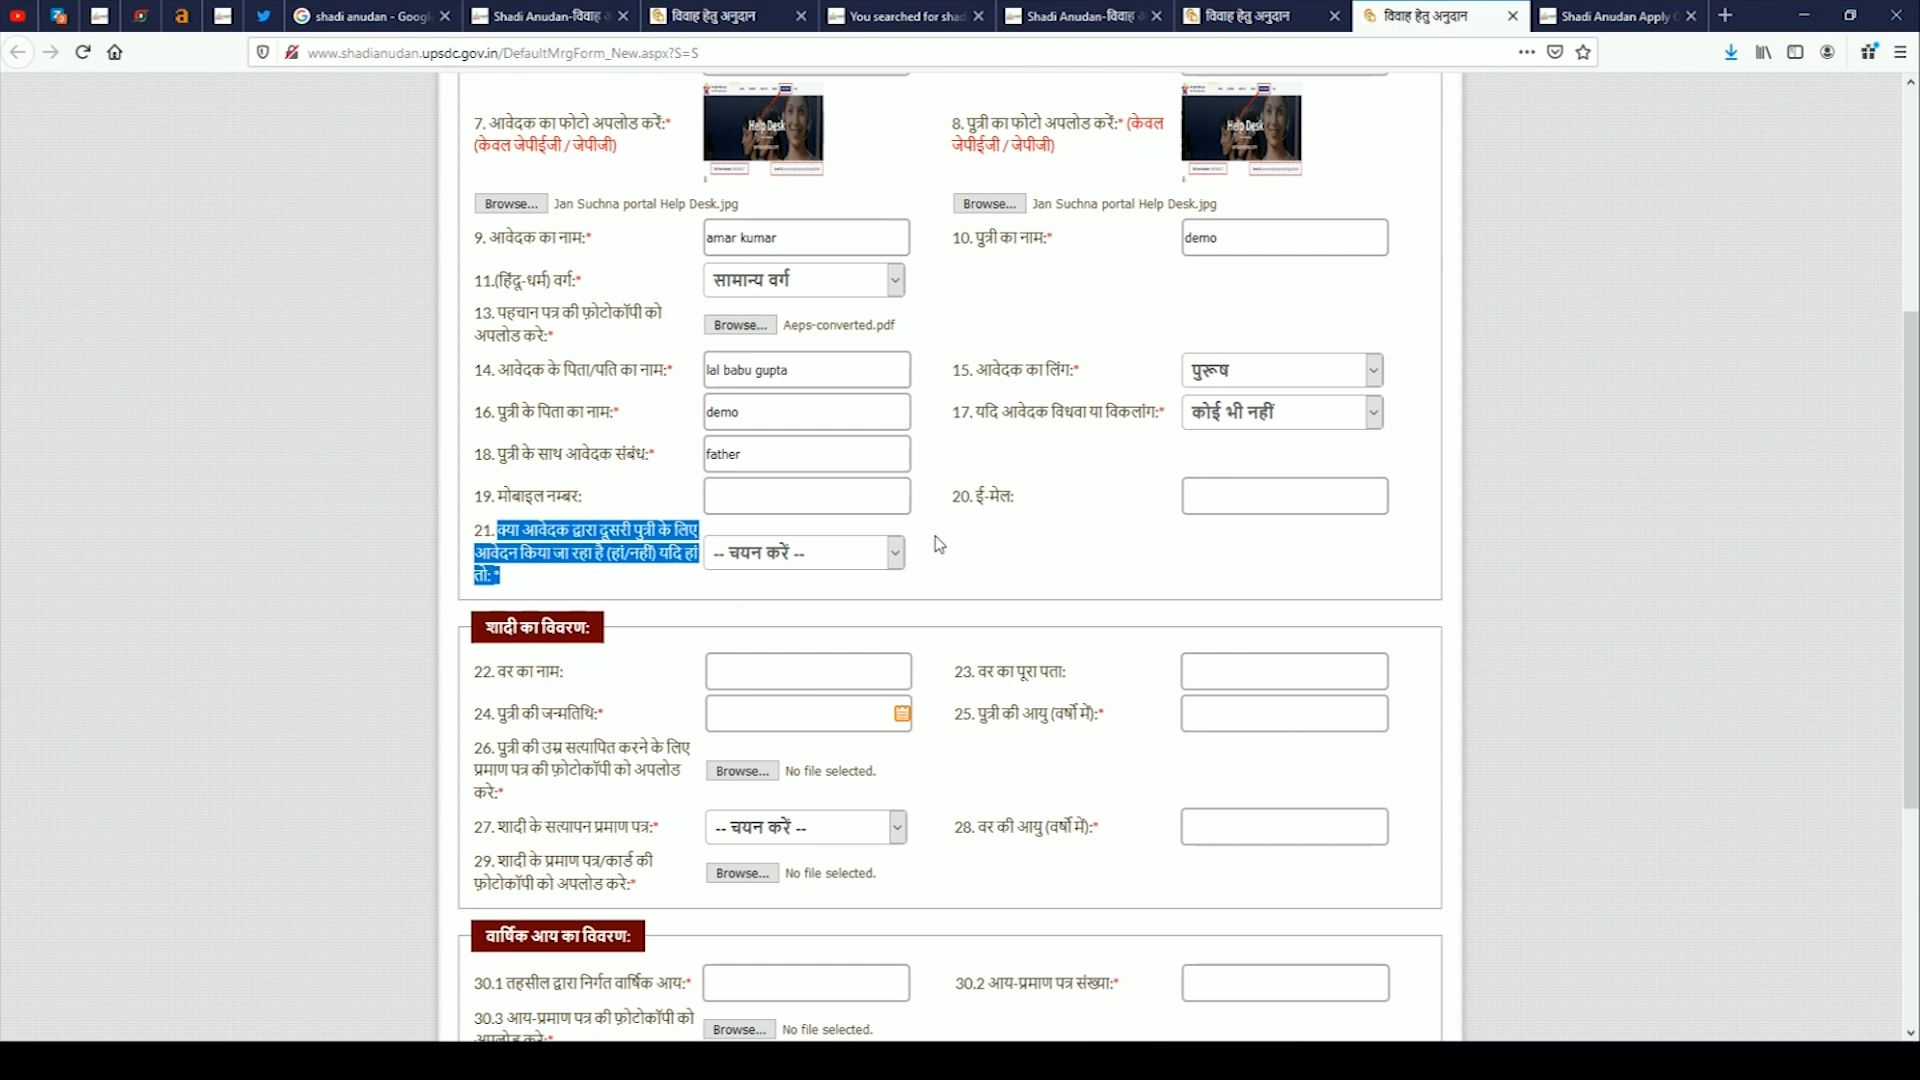 shadi anudan - Googl
Shadi Anudan-विवाह अ
विवाह हेतु अनुदान
You searched for shad
Shadi Anudan-विवाह अ
विवाह हेतु अनुदान
विवाह हेतु अनुदान
Shadi Anudan Apply O
www.shadianudan.upsdc.gov.in/DefaultMrgForm_New.aspx?S=S
7. आवेदक का फोटो अपलोड करें:*
(केवल जेपीईजी / जेपीजी)
Help Desk
8. पुत्री का फोटो अपलोड करें:* (केवल
जेपीईजी / जेपीजी)
Help Desk
Browse... Jan Suchna portal Help Desk.jpg
Browse... Jan Suchna portal Help Desk.jpg
9. आवेदक का नाम:* amar kumar
10. पुत्री का नाम:* demo
11.(हिंदू-धर्म) वर्ग:* सामान्य वर्ग
13. पहचान पत्र की फ़ोटोकॉपी को
अपलोड करे:*
Browse... Aeps-converted.pdf
14. आवेदक के पिता/पति का नाम:* lal babu gupta
15. आवेदक का लिंग:* पुरूष
16. पुत्री के पिता का नाम:* demo
17. यदि आवेदक विधवा या विकलांग:* कोई भी नहीं
18. पुत्री के साथ आवेदक संबंध:* father
19. मोबाइल नम्बर:
20. ई-मेल:
21. क्या आवेदक द्वारा दूसरी पुत्री के लिए
आवेदन किया जा रहा है (हां/नहीं) यदि हां
तो: *
-- चयन करें --
शादी का विवरण:
22. वर का नाम:
23. वर का पूरा पता:
24. पुत्री की जन्मतिथि:*
25. पुत्री की आयु (वर्षो में):*
26. पुत्री की उम्र सत्यापित करने के लिए
प्रमाण पत्र की फ़ोटोकॉपी को अपलोड
करे:*
Browse... No file selected.
27. शादी के सत्यापन प्रमाण पत्र:* -- चयन करें --
28. वर की आयु (वर्षो में):*
29. शादी के प्रमाण पत्र/कार्ड की
फ़ोटोकॉपी को अपलोड करे:*
Browse... No file selected.
वार्षिक आय का विवरण:
30.1 तहसील द्वारा निर्गत वार्षिक आय:*
30.2 आय-प्रमाण पत्र संख्या:*
30.3 आय-प्रमाण पत्र की फ़ोटोकॉपी को
अपलोड करे:*
Browse... No file selected.